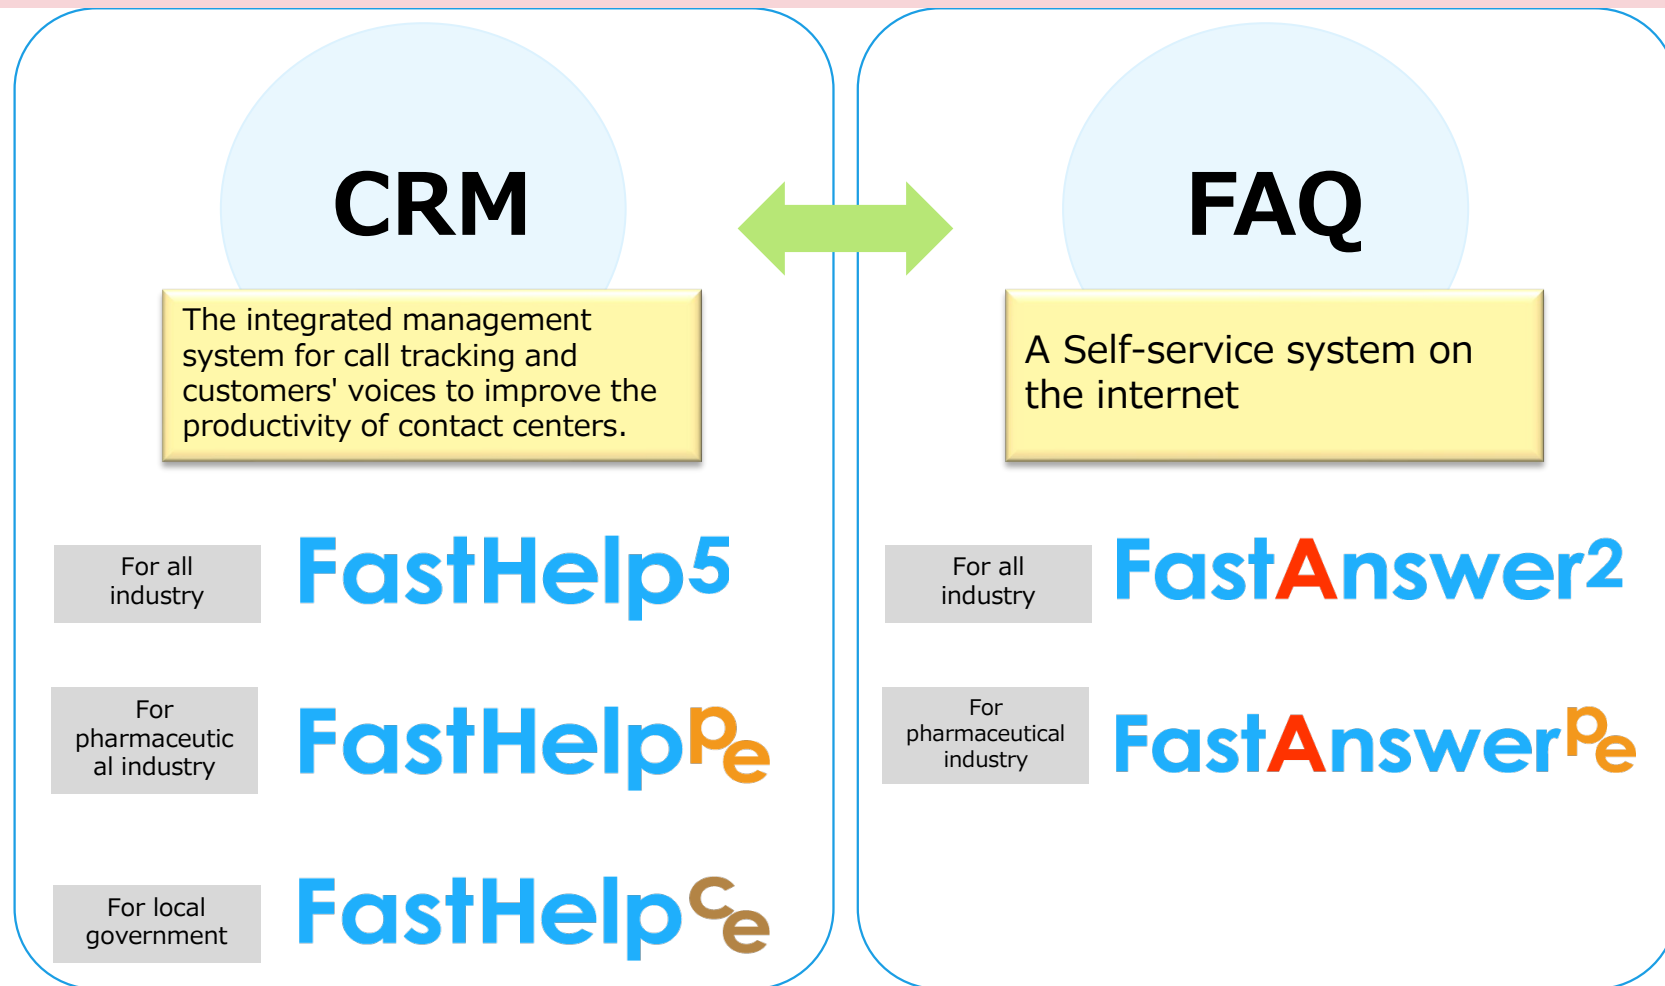 CRM
The integrated management
system for call tracking and
customers' voices to improve the
productivity of contact centers.
For all
industry
FastHelp5
For
pharmaceutic
al industry
FastHelppe
For local
government
FastHelpce
FAQ
A Self-service system on
the internet
For all
industry
FastAnswer2
For
pharmaceutical
industry
FastAnswerpe